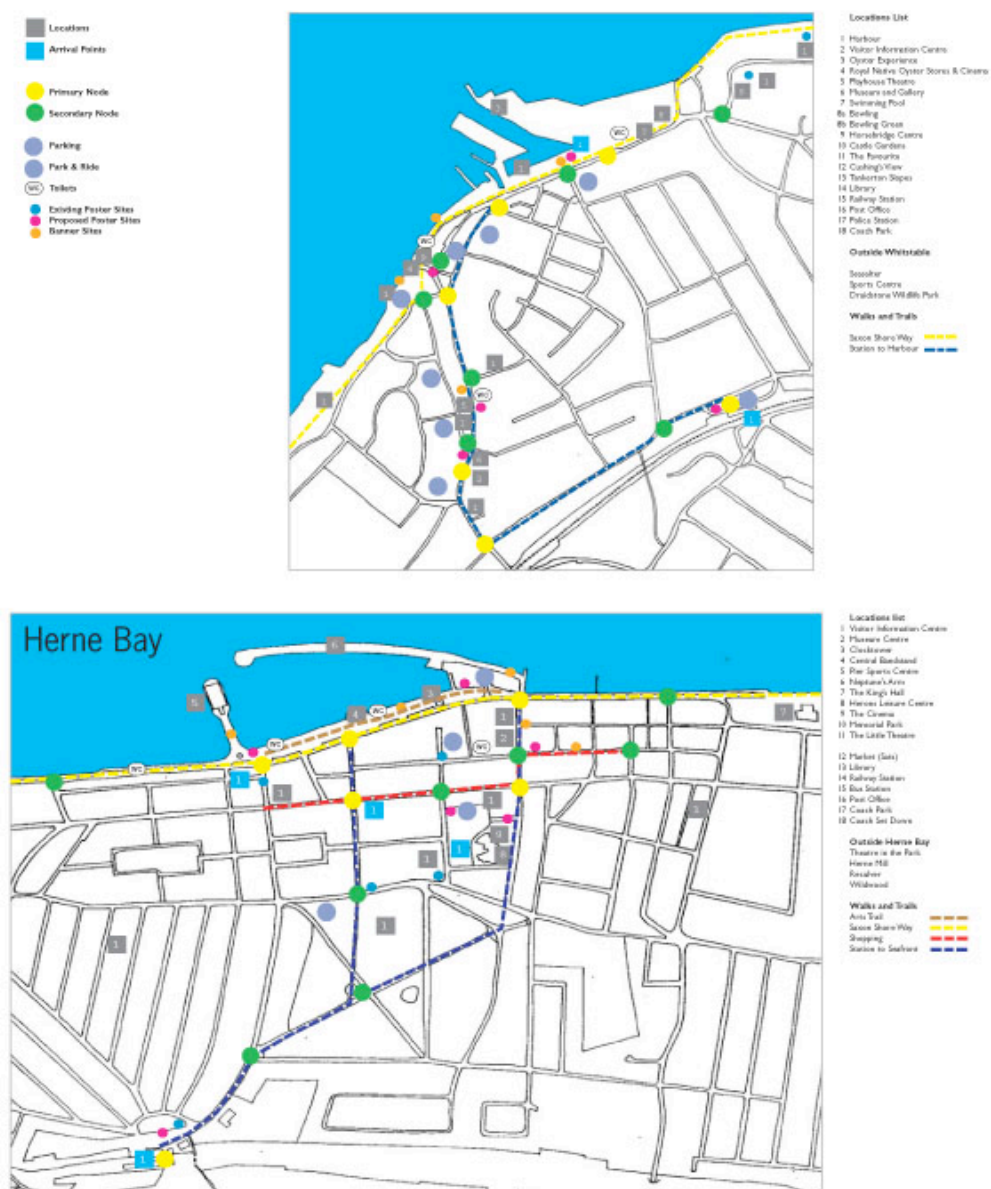 Locations
Arrival Points
Primary Node
Secondary Node
Parking
Park & Ride
WC Toilets
Existing Poster Sites
Proposed Poster Sites
Banner Sites
Locations List
1 Harbour
2 Visitor Information Centre
3 Oyster Experience
4 Royal Native Oyster Stores & Cinema
5 Playhouse Theatre
6 Museum and Gallery
7 Swimming Pool
8a Bowling
8b Bowling Green
9 Horsebridge Centre
10 Castle Gardens
11 The Favourite
12 Cushing's View
13 Tankerton Slopes
14 Library
15 Railway Station
16 Post Office
17 Police Station
18 Coach Park
Outside Whitstable
Seasalter
Sports Centre
Druidstone Wildlife Park
Walks and Trails
Saxon Shore Way
Station to Harbour
WC
WC
WC
Herne Bay
WC
WC
WC
WC
Locations list
1 Visitor Information Centre
2 Museum Centre
3 Clocktower
4 Central Bandstand
5 Pier Sports Centre
6 Neptune's Arm
7 The King's Hall
8 Herons Leisure Centre
9 The Cinema
10 Memorial Park
11 The Little Theatre
12 Market (Sats)
13 Library
14 Railway Station
15 Bus Station
16 Post Office
17 Coach Park
18 Coach Set Down
Outside Herne Bay
Theatre in the Park
Herne Mill
Reculver
Wildwood
Walks and Trails
Arts Trail
Saxon Shore Way
Shopping
Station to Seafront